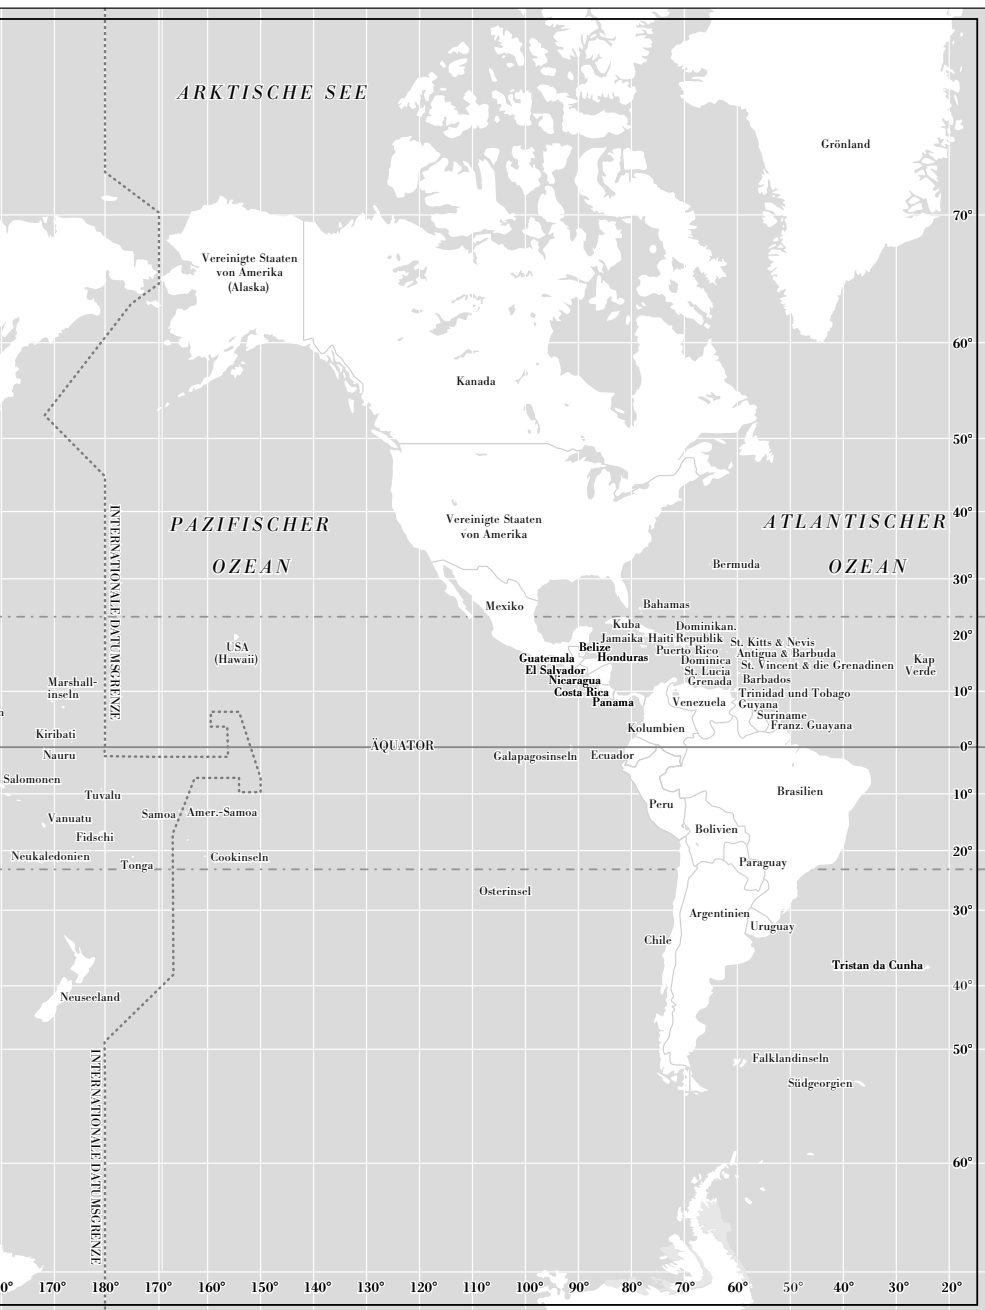 ARKTISCHE SEE
Grönland
70°
Vereinigte Staaten
von Amerika
(Alaska)
60°
Kanada
50°
INTERNATIONALE DATUMSGRENZE
PAZIFISCHER
OZEAN
Vereinigte Staaten
von Amerika
40°
ATLANTISCHER
OZEAN
Bermuda
30°
Mexiko
Bahamas
Kuba
Dominikan.
Republik
20°
Jamaika
Haiti
Puerto Rico
St. Kitts & Nevis
Antigua & Barbuda
USA
(Hawaii)
Belize
Guatemala
Honduras
Dominica
St. Vincent & die Grenadinen
Kap
Verde
El Salvador
St. Lucia
Nicaragua
Grenada
Barbados
Marshall-
inseln
Costa Rica
10°
Trinidad und Tobago
Panama
Venezuela
Guyana
Suriname
Kolumbien
Franz. Guayana
n
Kiribati
ÄQUATOR
0°
Nauru
Galapagosinseln
Ecuador
Salomonen
Tuvalu
Brasilien
10°
Peru
Vanuatu
Samoa
Amer.-Samoa
Fidschi
Bolivien
20°
Neukaledonien
Tonga
Cookinseln
Paraguay
Osterinsel
30°
Argentinien
Uruguay
Chile
Tristan da Cunha
40°
Neuseeland
50°
INTERNATIONALE DATUMSGRENZE
Falklandinseln
Südgeorgien
60°
0° 170° 180° 170° 160° 150° 140° 130° 120° 110° 100° 90° 80° 70° 60° 50° 40° 30° 20°